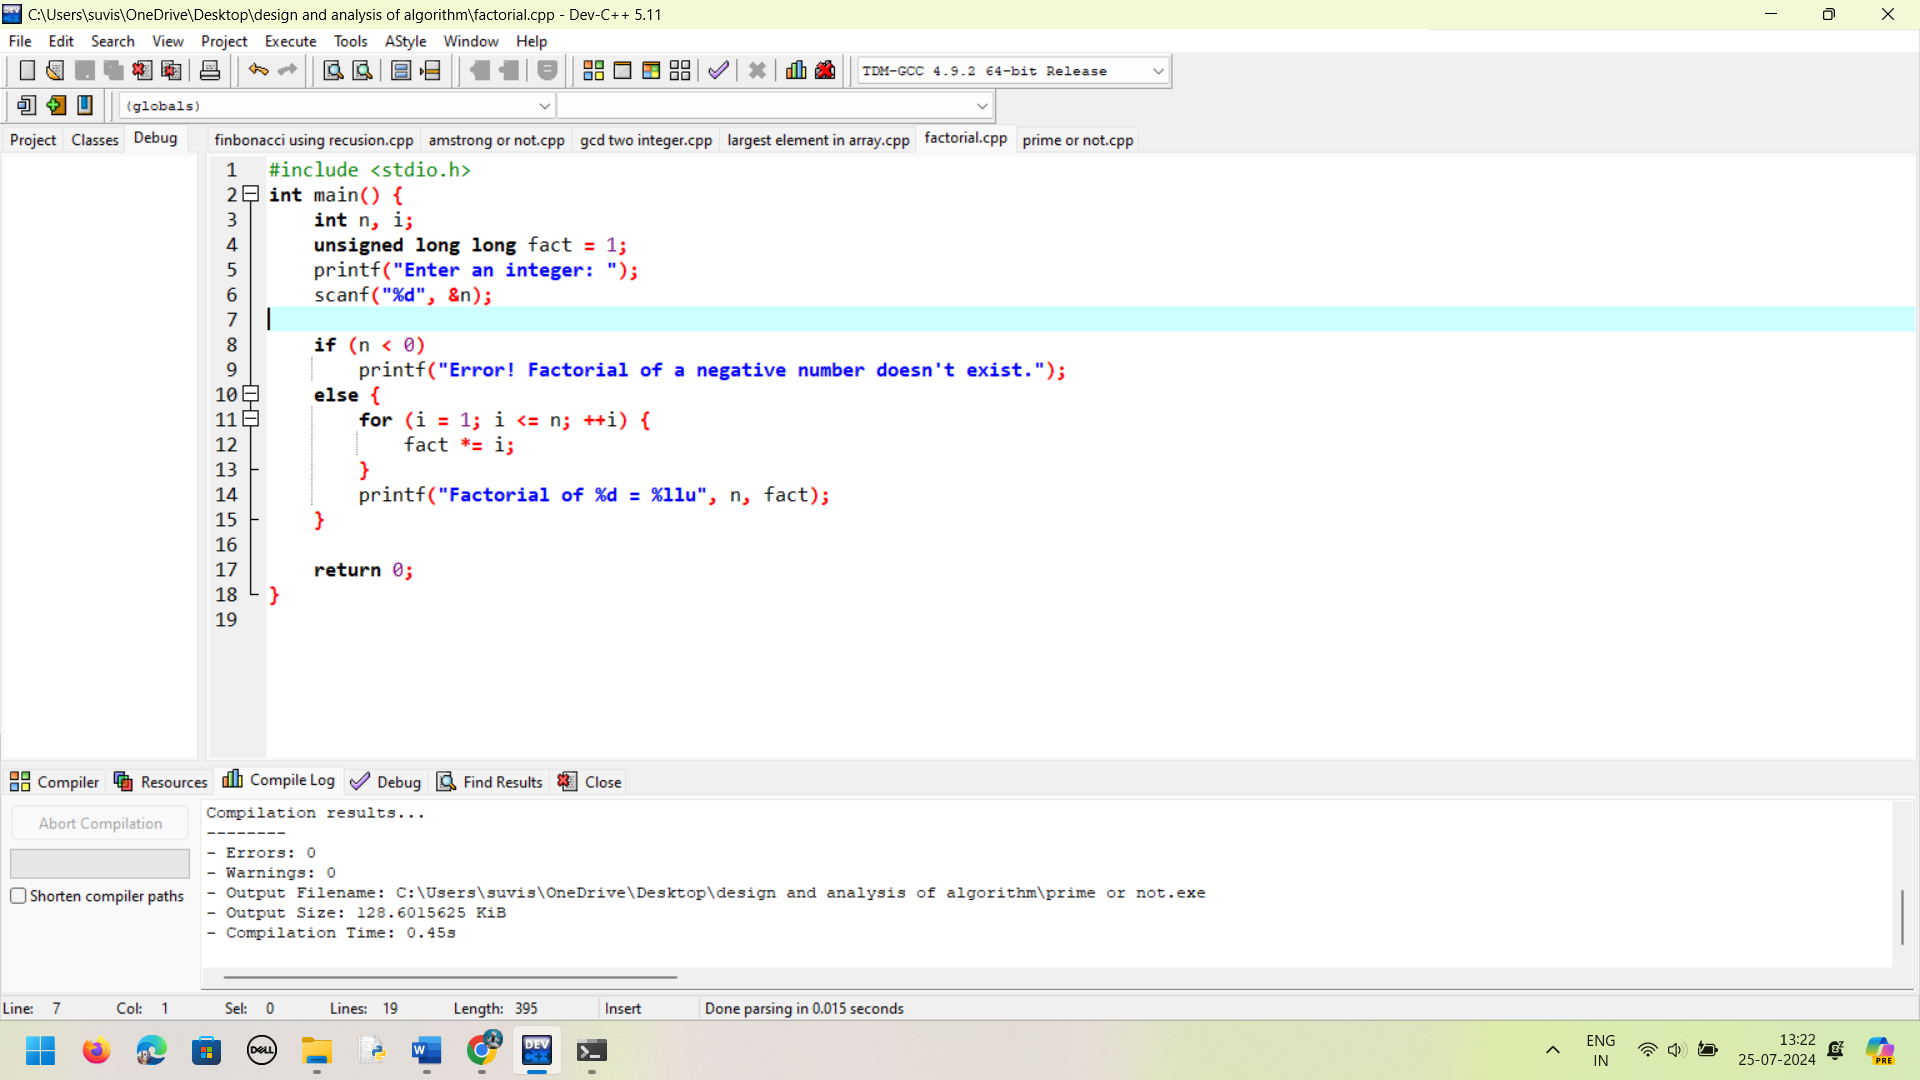 C:\Users\suvis\OneDrive\Desktop\design and analysis of algorithm\factorial.cpp - Dev-C++ 5.11
File Edit Search View Project Execute Tools AStyle Window Help
TDM-GCC 4.9.2 64-bit Release
(globals)
Project Classes Debug finbonacci using recusion.cpp amstrong or not.cpp gcd two integer.cpp largest element in array.cpp factorial.cpp prime or not.cpp
1 #include <stdio.h>
2 int main() {
3 int n, i;
4 unsigned long long fact = 1;
5 printf("Enter an integer: ");
6 scanf("%d", &n);
7
8 if (n < 0)
9 printf("Error! Factorial of a negative number doesn't exist.");
10 else {
11 for (i = 1; i <= n; ++i) {
12 fact *= i;
13 }
14 printf("Factorial of %d = %llu", n, fact);
15 }
16
17 return 0;
18 }
19
Compiler Resources Compile Log Debug Find Results Close
Abort Compilation
Shorten compiler paths
Compilation results...
--------
- Errors: 0
- Warnings: 0
- Output Filename: C:\Users\suvis\OneDrive\Desktop\design and analysis of algorithm\prime or not.exe
- Output Size: 128.6015625 KiB
- Compilation Time: 0.45s
Line: 7 Col: 1 Sel: 0 Lines: 19 Length: 395 Insert Done parsing in 0.015 seconds
DELL
W
DEV C++
ENG
IN
13:22
25-07-2024
PRE